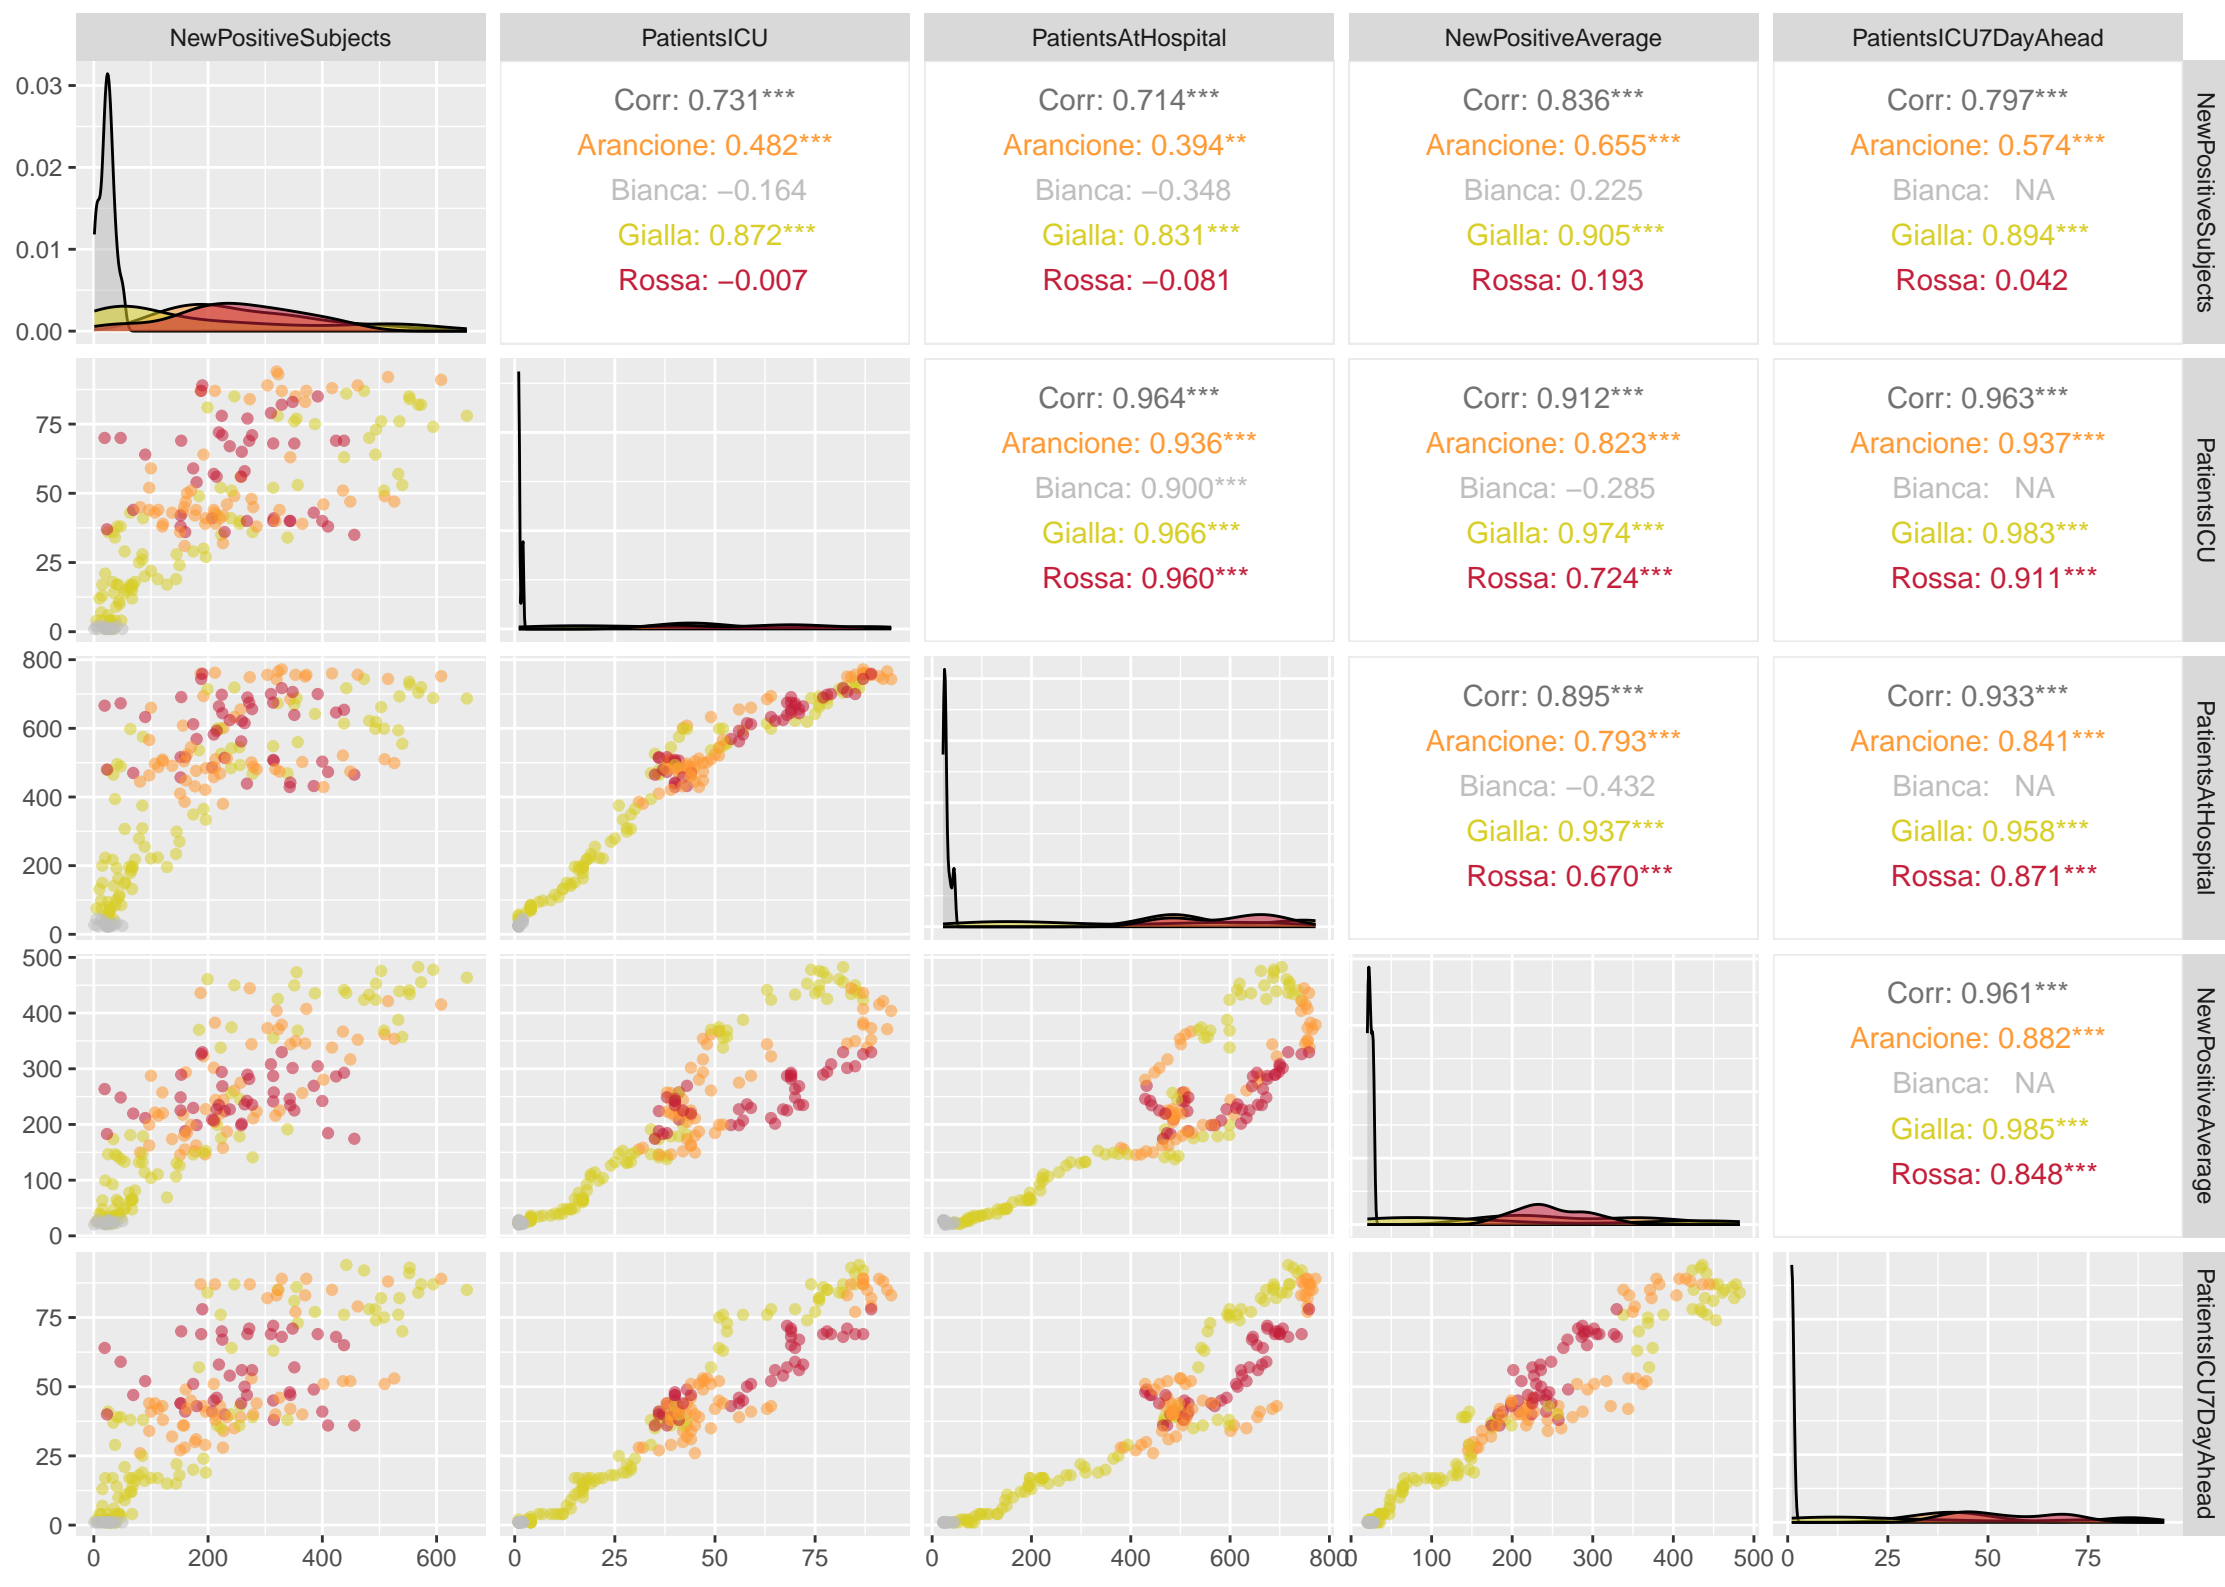 NewPositiveSubjects
PatientsICU
PatientsAtHospital
NewPositiveAverage
PatientsICU7DayAhead
0.03
0.02
0.01
0.00
Corr: 0.731***
Arancione: 0.482***
Bianca: −0.164
Gialla: 0.872***
Rossa: −0.007
Corr: 0.714***
Arancione: 0.394**
Bianca: −0.348
Gialla: 0.831***
Rossa: −0.081
Corr: 0.836***
Arancione: 0.655***
Bianca: 0.225
Gialla: 0.905***
Rossa: 0.193
Corr: 0.797***
Arancione: 0.574***
Bianca: NA
Gialla: 0.894***
Rossa: 0.042
NewPositiveSubjects
75
50
25
0
Corr: 0.964***
Arancione: 0.936***
Bianca: 0.900***
Gialla: 0.966***
Rossa: 0.960***
Corr: 0.912***
Arancione: 0.823***
Bianca: −0.285
Gialla: 0.974***
Rossa: 0.724***
Corr: 0.963***
Arancione: 0.937***
Bianca: NA
Gialla: 0.983***
Rossa: 0.911***
PatientsICU
800
600
400
200
0
Corr: 0.895***
Arancione: 0.793***
Bianca: −0.432
Gialla: 0.937***
Rossa: 0.670***
Corr: 0.933***
Arancione: 0.841***
Bianca: NA
Gialla: 0.958***
Rossa: 0.871***
PatientsAtHospital
500
400
300
200
100
0
Corr: 0.961***
Arancione: 0.882***
Bianca: NA
Gialla: 0.985***
Rossa: 0.848***
NewPositiveAverage
75
50
25
0
PatientsICU7DayAhead
0 200 400 600
0 25 50 75
0 200 400 600 800
0 100 200 300 400 500
0 25 50 75